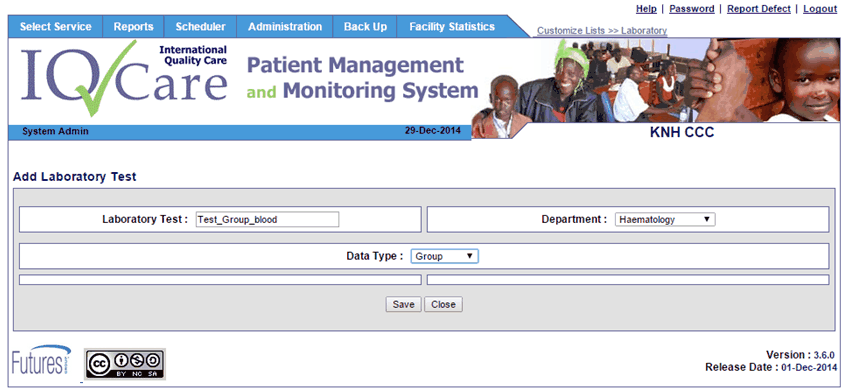 Help | Password | Report Defect | Logout
Select Service Reports Scheduler Administration Back Up Facility Statistics
Customize Lists >> Laboratory
IQCare
International
Quality Care
Patient Management
and Monitoring System
System Admin 29-Dec-2014 KNH CCC
Add Laboratory Test
Laboratory Test : Test_Group_blood Department : Haematology
Data Type : Group
Save Close
Futures
CC BY NC SA
Version : 3.6.0
Release Date : 01-Dec-2014